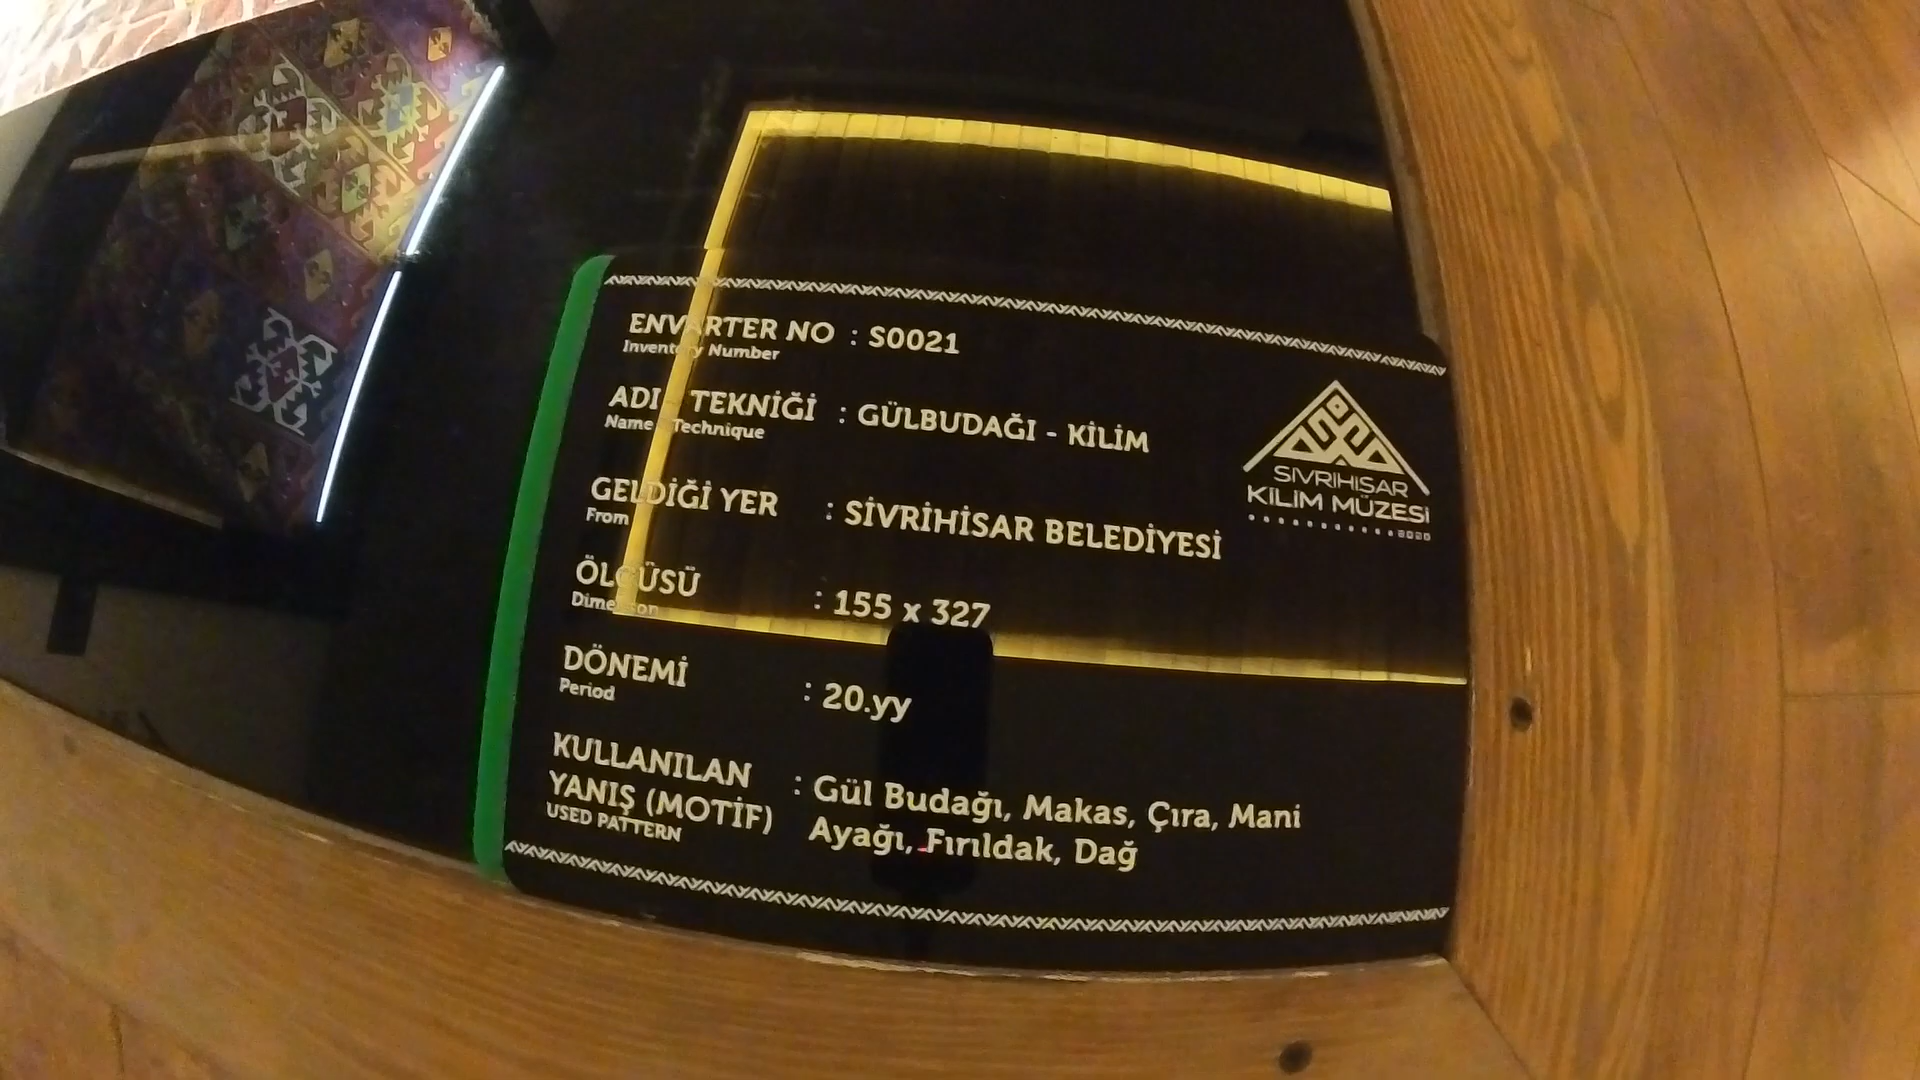 ENVARTER NO : S0021
Inventory Number
ADI - TEKNİĞİ : GÜLBUDAĞI - KİLİM
Name - Technique
GELDİĞİ YER : SİVRİHİSAR BELEDİYESİ
From
ÖLÇÜSÜ : 155 x 327
Dimension
DÖNEMİ : 20.yy
Period
KULLANILAN
YANIŞ (MOTİF) : Gül Budağı, Makas, Çıra, Mani
USED PATTERN Ayağı, Fırıldak, Dağ
SIVRIHISAR
KILIM MÜZESİ